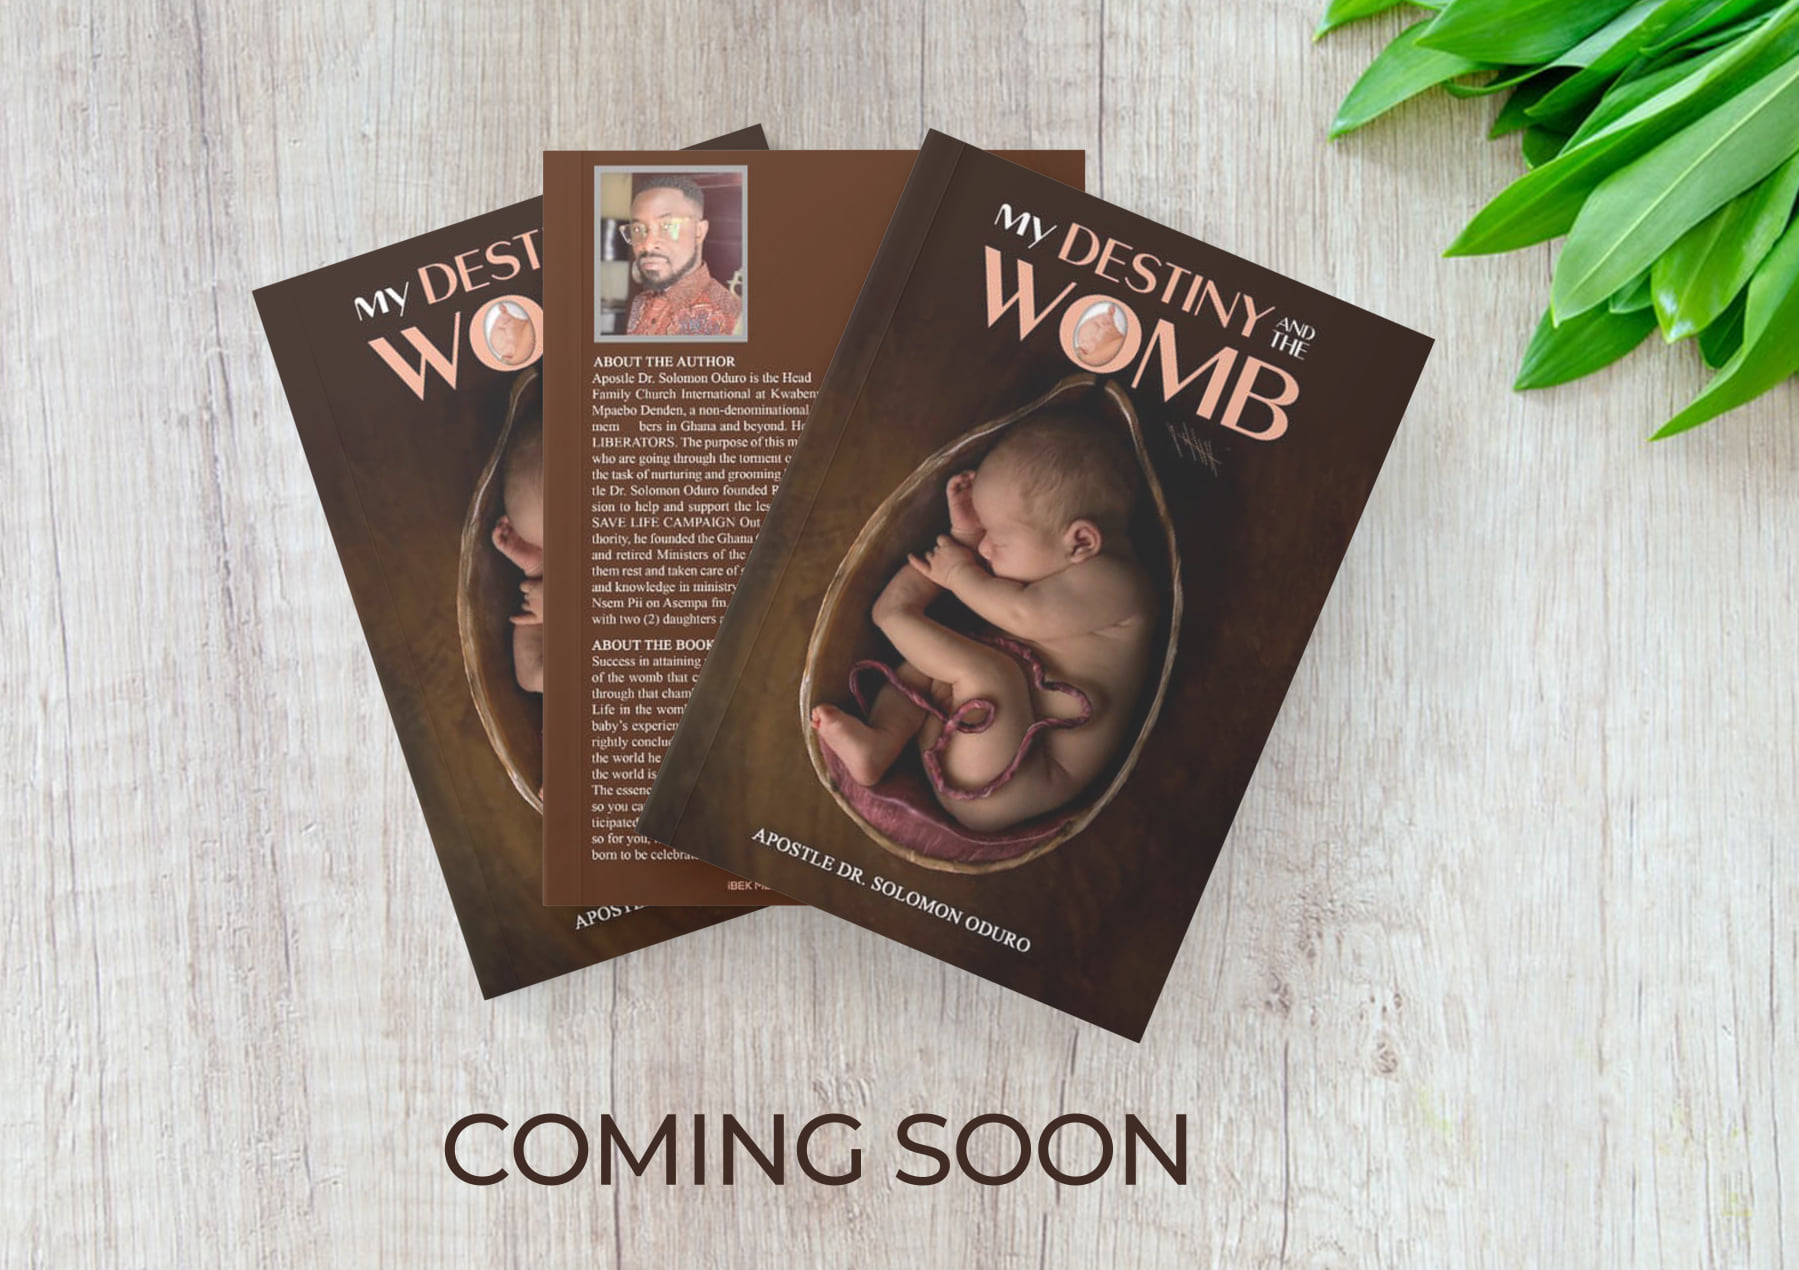 MY DEST
WO
APOSTL
ABOUT THE AUTHOR
Apostle Dr. Solomon Oduro is the Head
Family Church International at Kwaben
Mpaebo Denden, a non-denominational
mem bers in Ghana and beyond. He
LIBERATORS. The purpose of this m
who are going through the torment o
the task of nurturing and grooming
tle Dr. Solomon Oduro founded
sion to help and support the les
SAVE LIFE CAMPAIGN Out
thority, he founded the Ghana
and retired Ministers of the
them rest and taken care of
and knowledge in ministry
Nsem Pii on Asempa fm.
with two (2) daughters a
ABOUT THE BOOK
Success in attaining
of the womb that c
through that cham
Life in the womb
baby's experien
rightly conclu
the world he
the world is
The essenc
so you ca
ticipated
so for you,
born to be celebra
iBEK ME
MY DESTINY AND THE
WOMB
APOSTLE DR. SOLOMON ODURO
COMING SOON